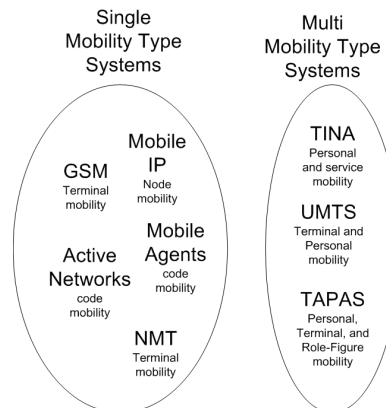 Single
Mobility Type
Systems
Multi
Mobility Type
Systems
Mobile
IP
Node
mobility
GSM
Terminal
mobility
Mobile
Agents
code
mobility
Active
Networks
code
mobility
NMT
Terminal
mobility
TINA
Personal
and service
mobility
UMTS
Terminal and
Personal
mobility
TAPAS
Personal,
Terminal, and
Role-Figure
mobility